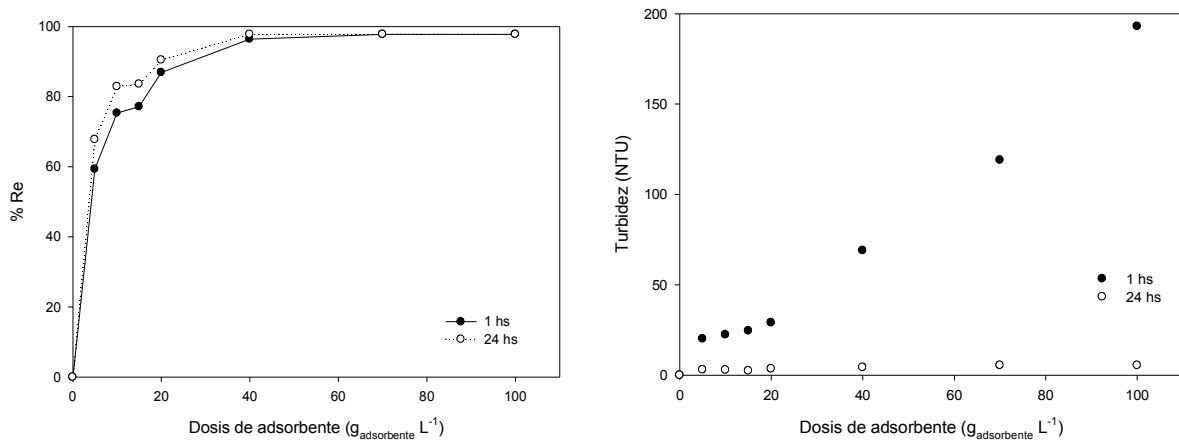 % Re
100
80
60
40
20
0
0 20 40 60 80 100
1 hs
24 hs
Dosis de adsorbente (g_adsorbente L^-1)
Turbidez (NTU)
200
150
100
50
0
0 20 40 60 80 100
1 hs
24 hs
Dosis de adsorbente (g_adsorbente L^-1)